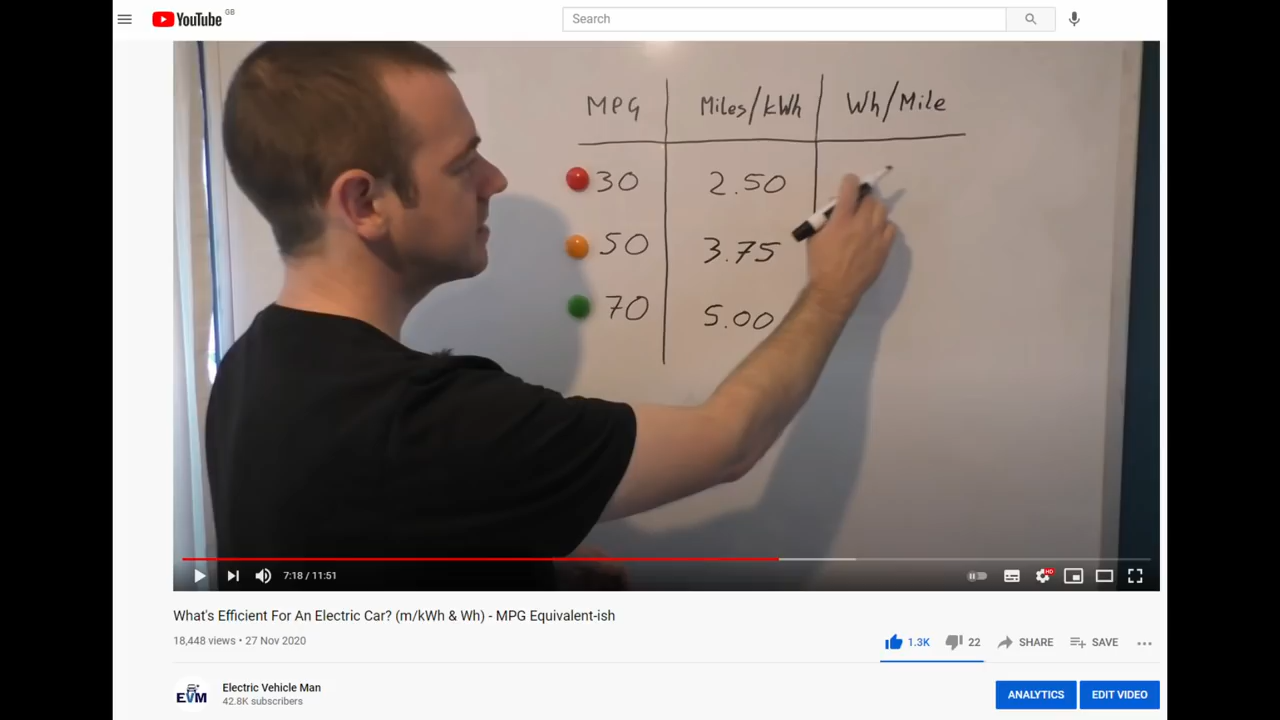 YouTube GB
Search
MPG Miles/kWh Wh/Mile
30 2.50
50 3.75
70 5.00
7:18 / 11:51
HD
What's Efficient For An Electric Car? (m/kWh & Wh) - MPG Equivalent-ish
18,448 views • 27 Nov 2020
1.3K 22 SHARE SAVE
EVM
Electric Vehicle Man
42.8K subscribers
ANALYTICS EDIT VIDEO